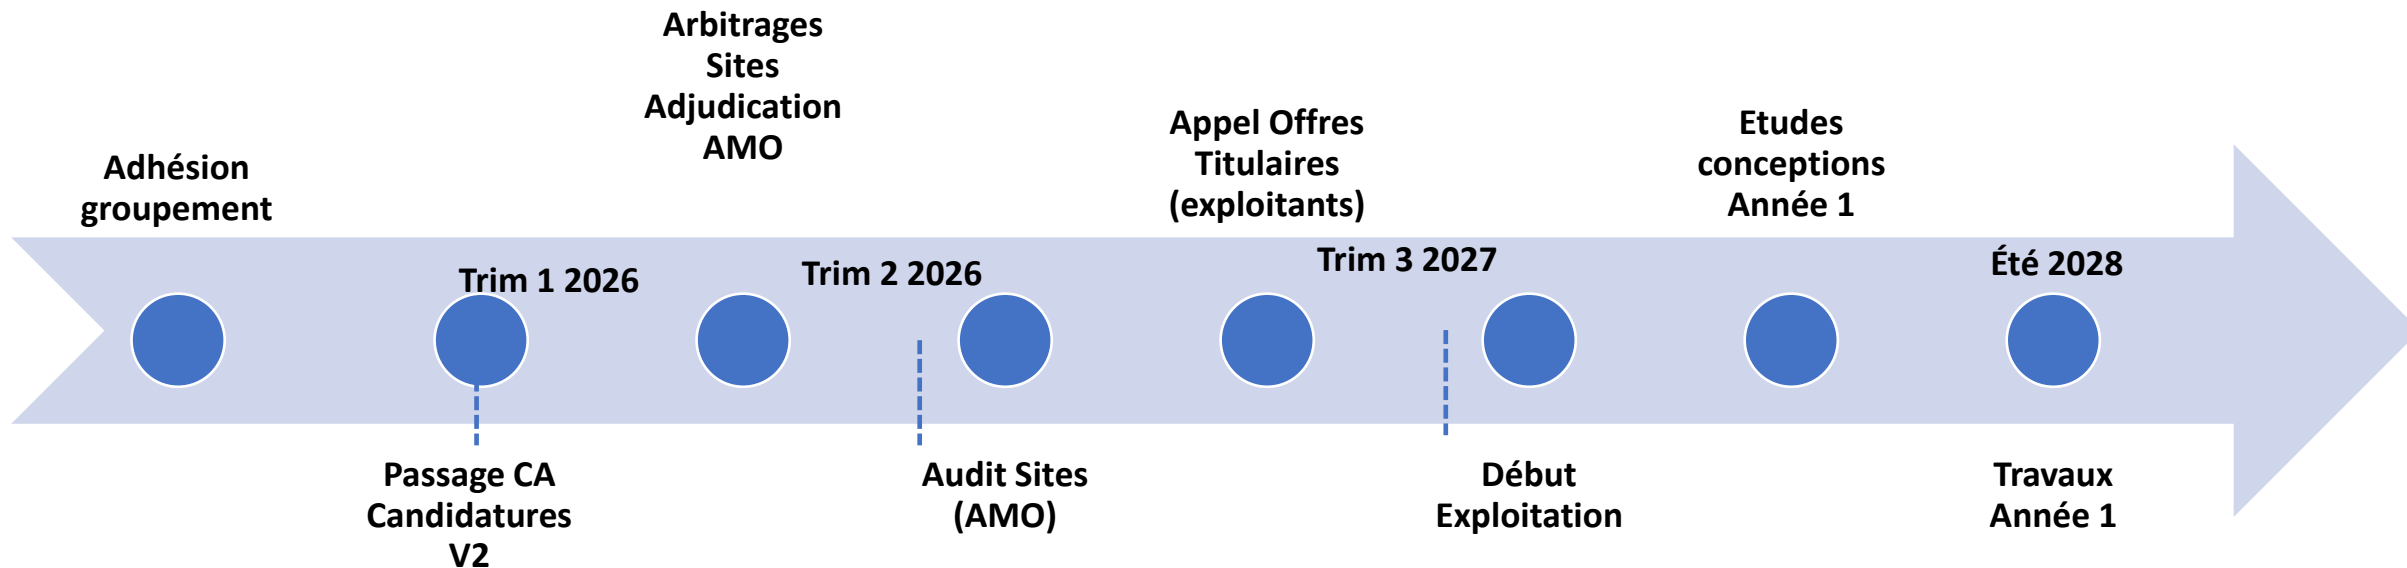 Adhésion
groupement
Trim 1 2026
Passage CA
Candidatures
V2
Arbitrages
Sites
Adjudication
AMO
Trim 2 2026
Audit Sites
(AMO)
Appel Offres
Titulaires
(exploitants)
Trim 3 2027
Début
Exploitation
Etudes
conceptions
Année 1
Été 2028
Travaux
Année 1